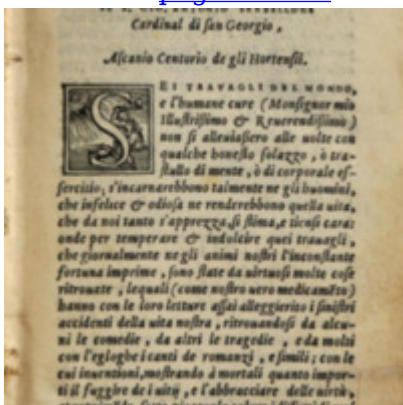 Cardinal di san Georgio,
Ascanio Centorio de gli Hortensii.
SEI TRAVAGLI DEL MONDO,
e l'humane cure (Monsignor mio
Illustrissimo & Reuerendissimo)
non si alleuiassero alle uolte con
qualche honesto solazzo, ò tra-
stullo di mente, ò di corporale es-
sercitio; s'incarnarebbono talmente ne gli huomini,
che infelice & odiosa ne renderebbono quella uita,
che da noi tanto s'apprezza, si stima, e tiensi cara:
onde per temperare & indolcire quei trauagli,
che giornalmente ne gli animi nostri l'inconstante
fortuna imprime, sono state da uirtuosi molte cose
ritrouate, lequali (come nostro uero medicamēto)
hanno con le loro letture assai alleggierito i sinistri
accidenti della uita nostra, ritrouandosi da alcu-
ni le comedie, da altri le tragedie, e da molti
con l'egloghe i canti de romanzi, e simili; con le
cui inuentioni, mostrando à mortali quanto impor-
ti il fuggire de i uitij, e l'abbracciare delle uirtù,